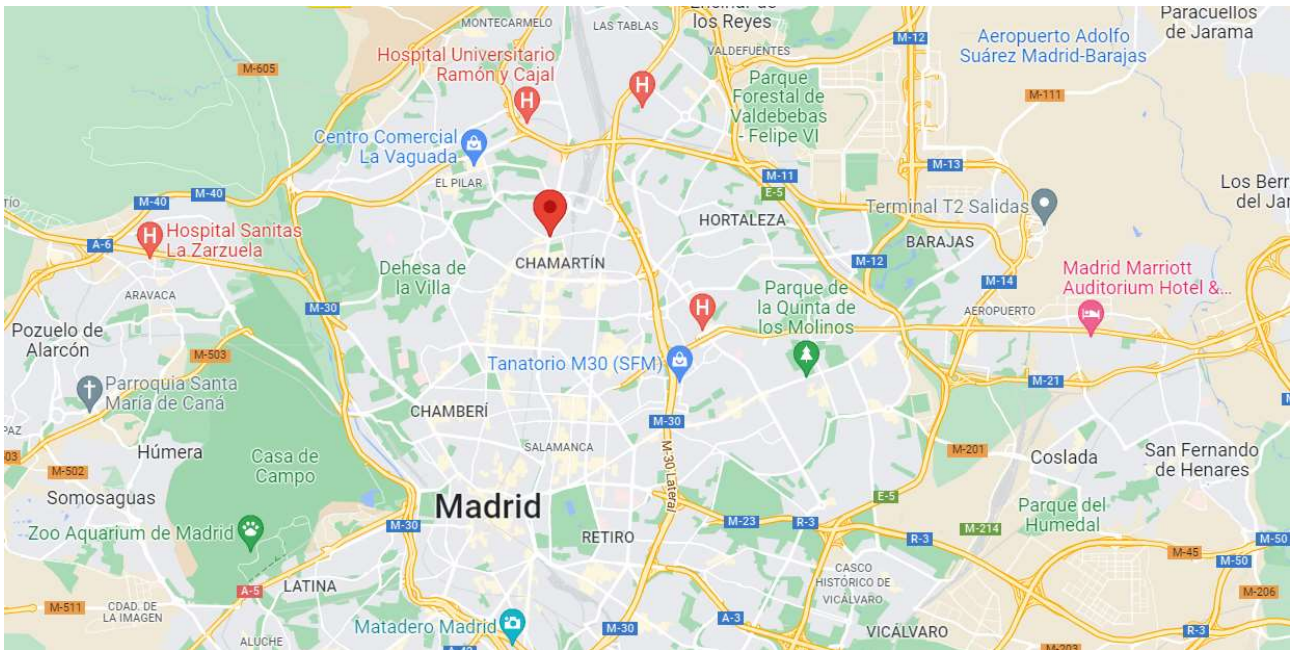 Encinar de
los Reyes
Paracuellos
de Jarama
MONTECARMELO
LAS TABLAS
M-12
Aeropuerto Adolfo
Suárez Madrid-Barajas
VALDEFUENTES
Hospital Universitario
Ramón y Cajal
M-605
Parque
Forestal de
Valdebebas
- Felipe VI
M-111
Centro Comercial
La Vaguada
M-11
M-13
E-5
EL PILAR
M-40
M-40
Los Berr
del Jar
Terminal T2 Salidas
HORTALEZA
BARAJAS
A-6
Hospital Sanitas
La Zarzuela
CHAMARTÍN
Dehesa de
la Villa
M-12
M-14
Madrid Marriott
Auditorium Hotel &...
ARAVACA
M-30
Parque de
la Quinta de
los Molinos
AEROPUERTO
Pozuelo de
Alarcón
M-503
Tanatorio M30 (SFM)
M-21
Parroquia Santa
María de Caná
CHAMBERÍ
M-30
SALAMANCA
M-30 Lateral
M-201
Húmera
Casa de
Campo
503
M-502
Coslada
San Fernando
de Henares
Somosaguas
E-5
Madrid
Parque del
Humedal
Zoo Aquarium de Madrid
M-30
RETIRO
M-23
R-3
M-214
R-3
M-50
M-45
M-50
CASCO
HISTÓRICO DE
VICÁLVARO
LATINA
A-5
M-206
M-511
CDAD. DE
LA IMAGEN
Matadero Madrid
M-30
A-3
VICÁLVARO
R-3
ALUCHE
A-42
M-203